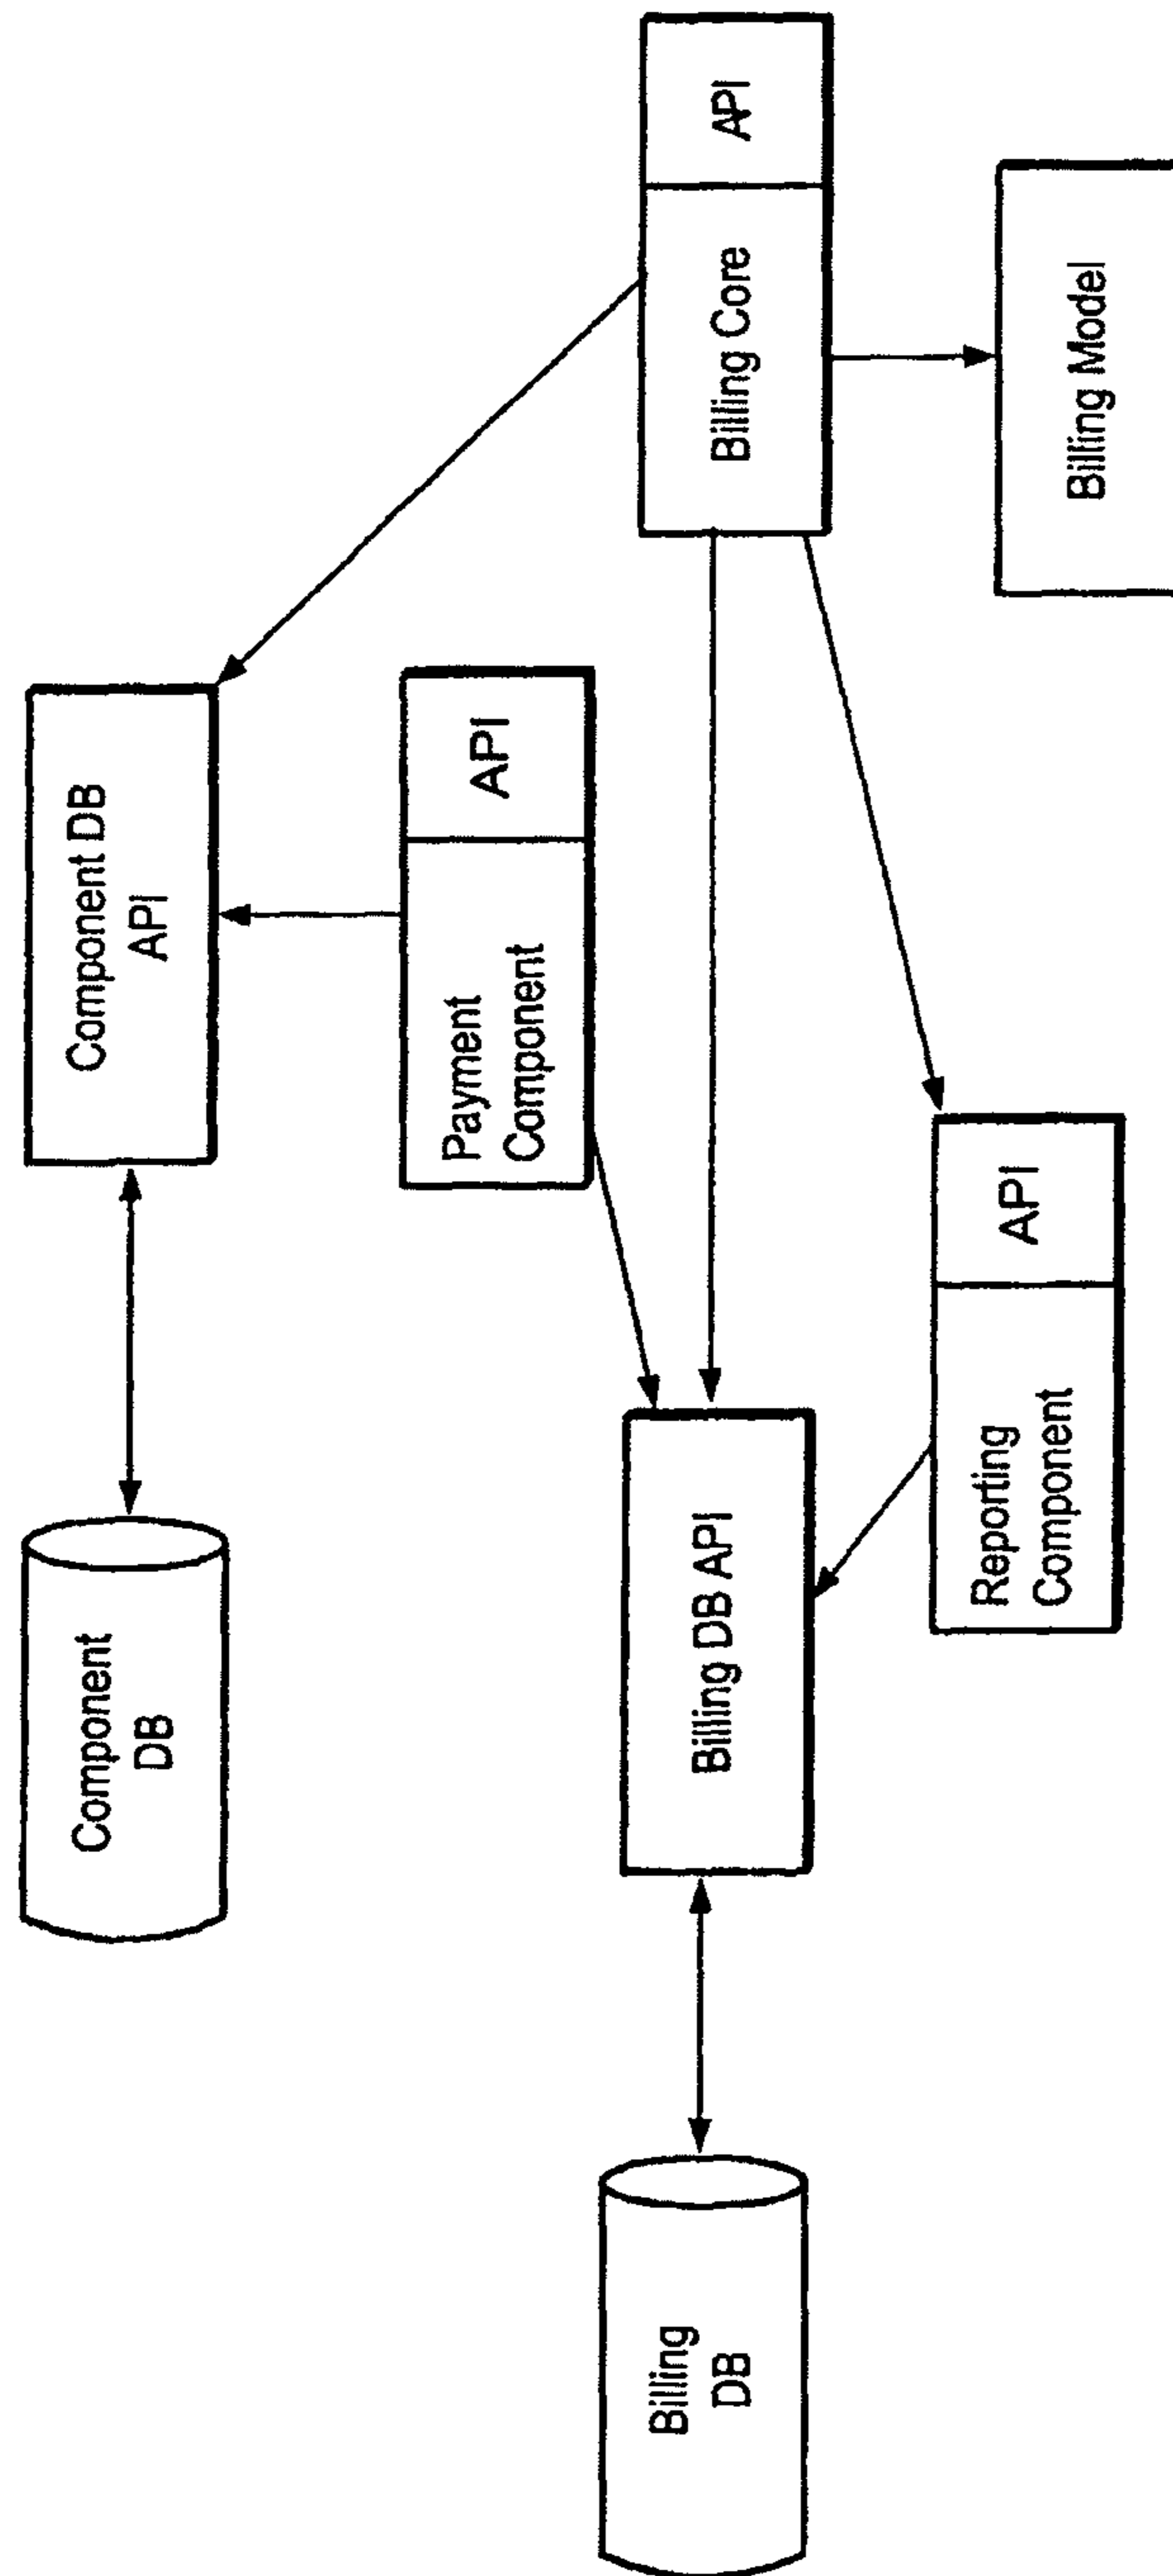 Component
DB
Component DB
API
Payment
Component
API
Billing
DB
Billing DB API
Billing Core
API
Reporting
Component
API
Billing Model